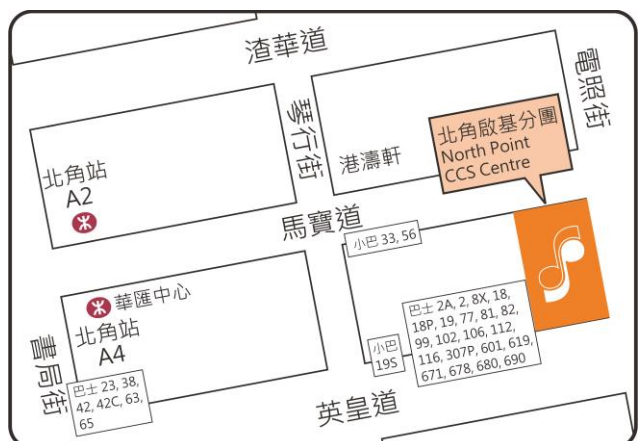 渣華道
電照街
琴行街
北角啟基分團
North Point
CCS Centre
港濤軒
北角站
A2
馬寶道
小巴 33, 56
華匯中心
北角站
A4
書局街
巴士 23, 38,
42, 42C, 63,
65
小巴
19S
巴士 2A, 2, 8X, 18,
18P, 19, 77, 81, 82,
99, 102, 106, 112,
116, 307P, 601, 619,
671, 678, 680, 690
英皇道